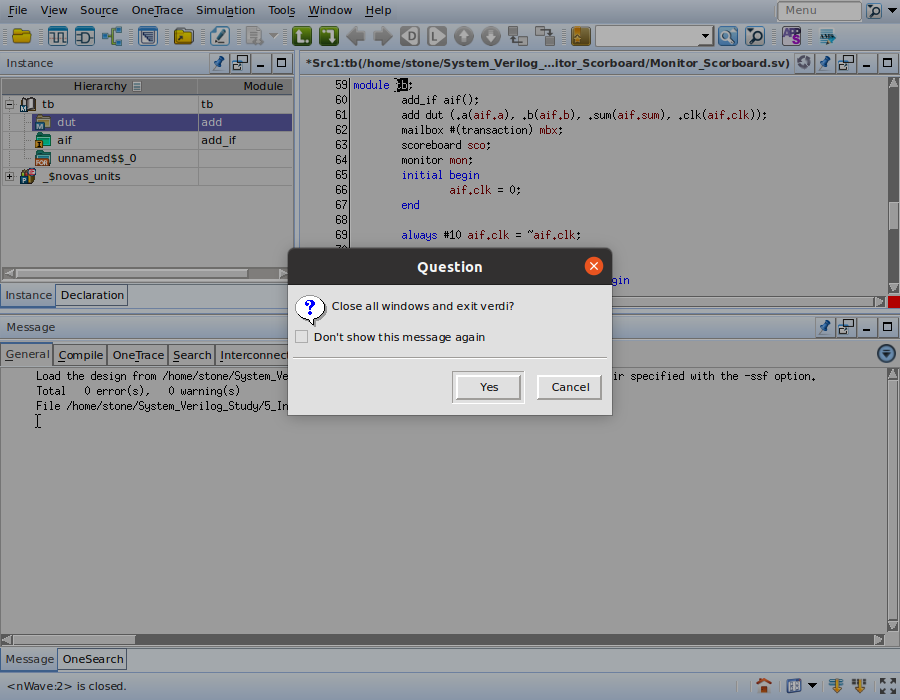 File View Source OneTrace Simulation Tools Window Help Menu
Instance
*Src1:tb(/home/stone/System_Verilog_...itor_Scorboard/Monitor_Scorboard.sv)
Hierarchy Module
tb tb
dut add
aif add_if
unnamed$$_0
_$novas_units
Instance Declaration
59 module tb;
60 add_if aif();
61 add dut (.a(aif.a), .b(aif.b), .sum(aif.sum), .clk(aif.clk));
62 mailbox #(transaction) mbx;
63 scoreboard sco;
64 monitor mon;
65 initial begin
66 aif.clk = 0;
67 end
68
69 always #10 aif.clk = ~aif.clk;
Question
Close all windows and exit verdi?
Don't show this message again
Yes Cancel
Message
General Compile OneTrace Search Interconnect
Load the design from /home/stone/System_Ve
ir specified with the -ssf option.
Total 0 error(s), 0 warning(s)
File /home/stone/System_Verilog_Study/5_In
Message OneSearch
<nWave:2> is closed.